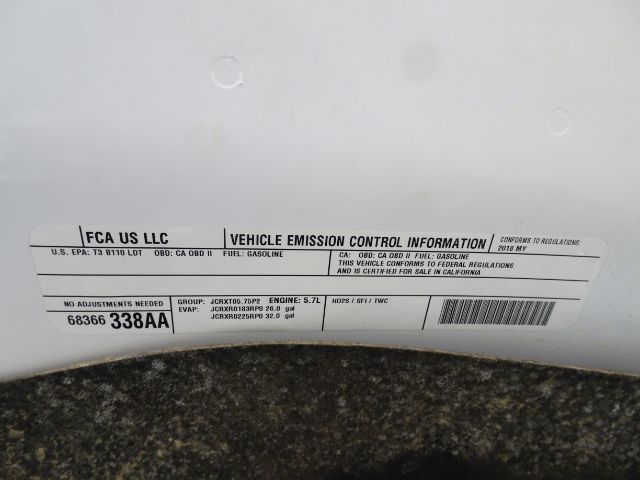 FCA US LLC
VEHICLE EMISSION CONTROL INFORMATION
CONFORMS TO REGULATIONS:
2018 MY
U.S. EPA: T3 B110 LDT OBD: CA OBD II FUEL: GASOLINE
CA: OBD: CA OBD II FUEL: GASOLINE
THIS VEHICLE CONFORMS TO FEDERAL REGULATIONS
AND IS CERTIFIED FOR SALE IN CALIFORNIA
NO ADJUSTMENTS NEEDED
68366 338AA
GROUP: JCRXT05.75P2 ENGINE: 5.7L
EVAP: JCRXR0183RP0 26.0 gal
JCRXR0225RP0 32.0 gal
HO2S / SFI / TWC